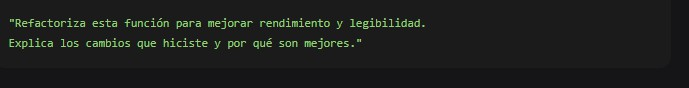 "Refactoriza esta función para mejorar rendimiento y legibilidad.
Explica los cambios que hiciste y por qué son mejores."